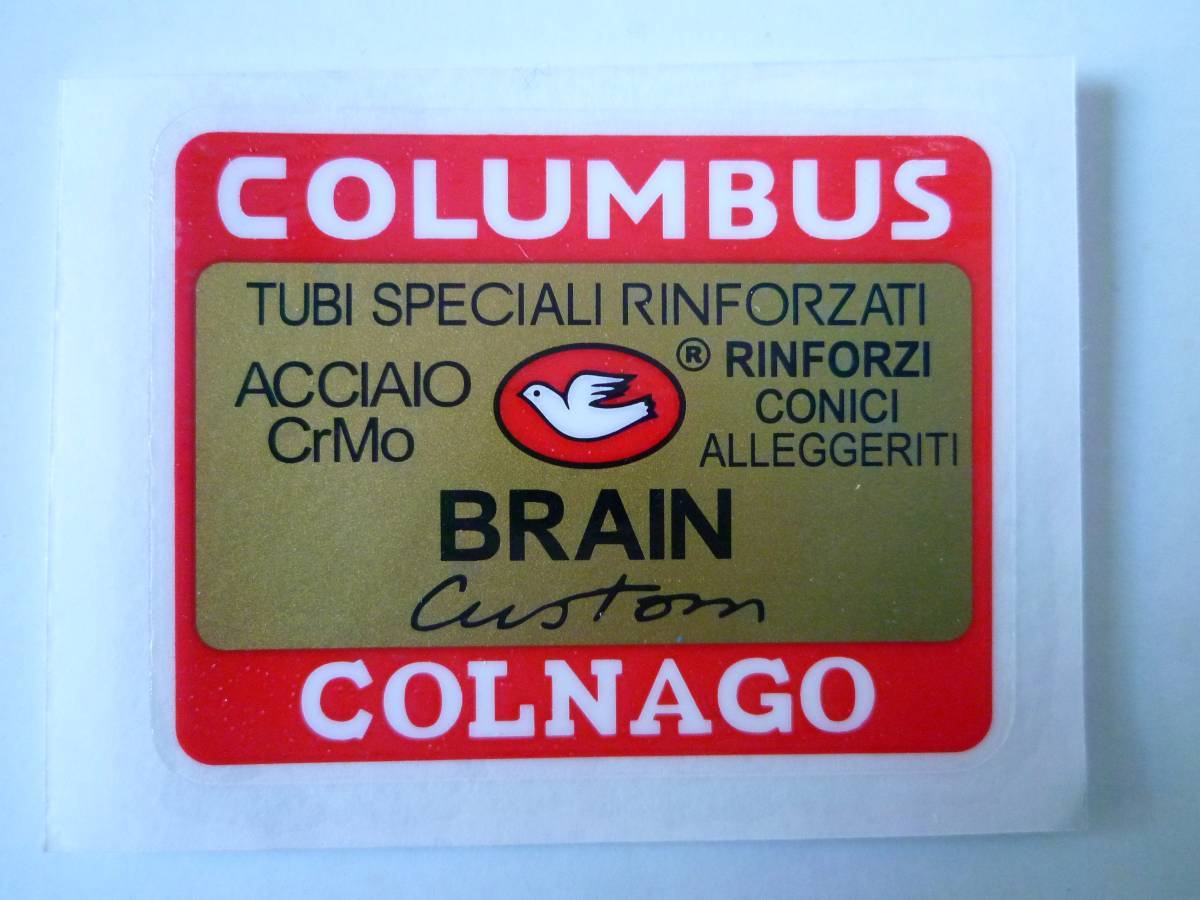 COLUMBUS
TUBI SPECIALI RINFORZATI
ACCIAIO
CrMo
® RINFORZI
CONICI
ALLEGGERITI
BRAIN
Custom
COLNAGO